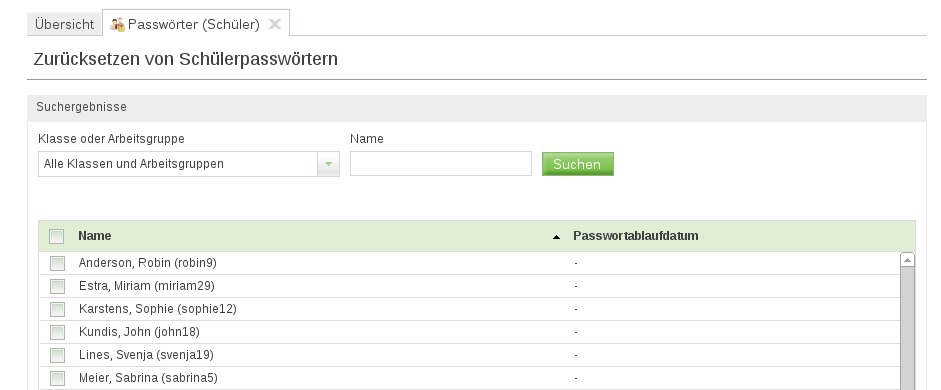 Übersicht Passwörter (Schüler)
Zurücksetzen von Schülerpasswörtern
Suchergebnisse
Klasse oder Arbeitsgruppe Name
Alle Klassen und Arbeitsgruppen Suchen
Name Passwortablaufdatum
Anderson, Robin (robin9) -
Estra, Miriam (miriam29) -
Karstens, Sophie (sophie12) -
Kundis, John (john18) -
Lines, Svenja (svenja19) -
Meier, Sabrina (sabrina5) -